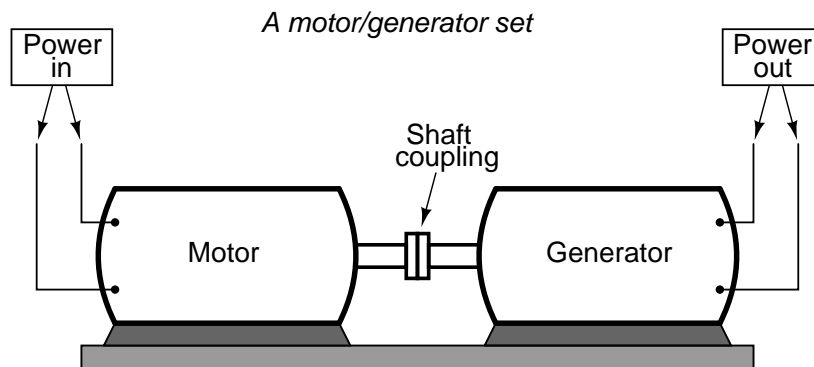 A motor/generator set
Power
in
Power
out
Shaft
coupling
Motor
Generator